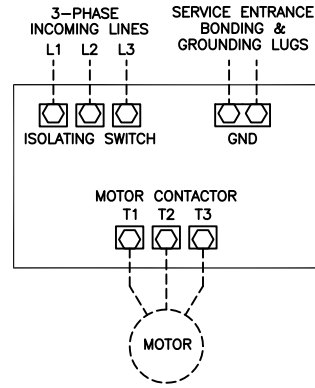 3-PHASE
INCOMING LINES
L1 L2 L3
SERVICE ENTRANCE
BONDING &
GROUNDING LUGS
ISOLATING SWITCH
GND
MOTOR CONTACTOR
T1 T2 T3
MOTOR